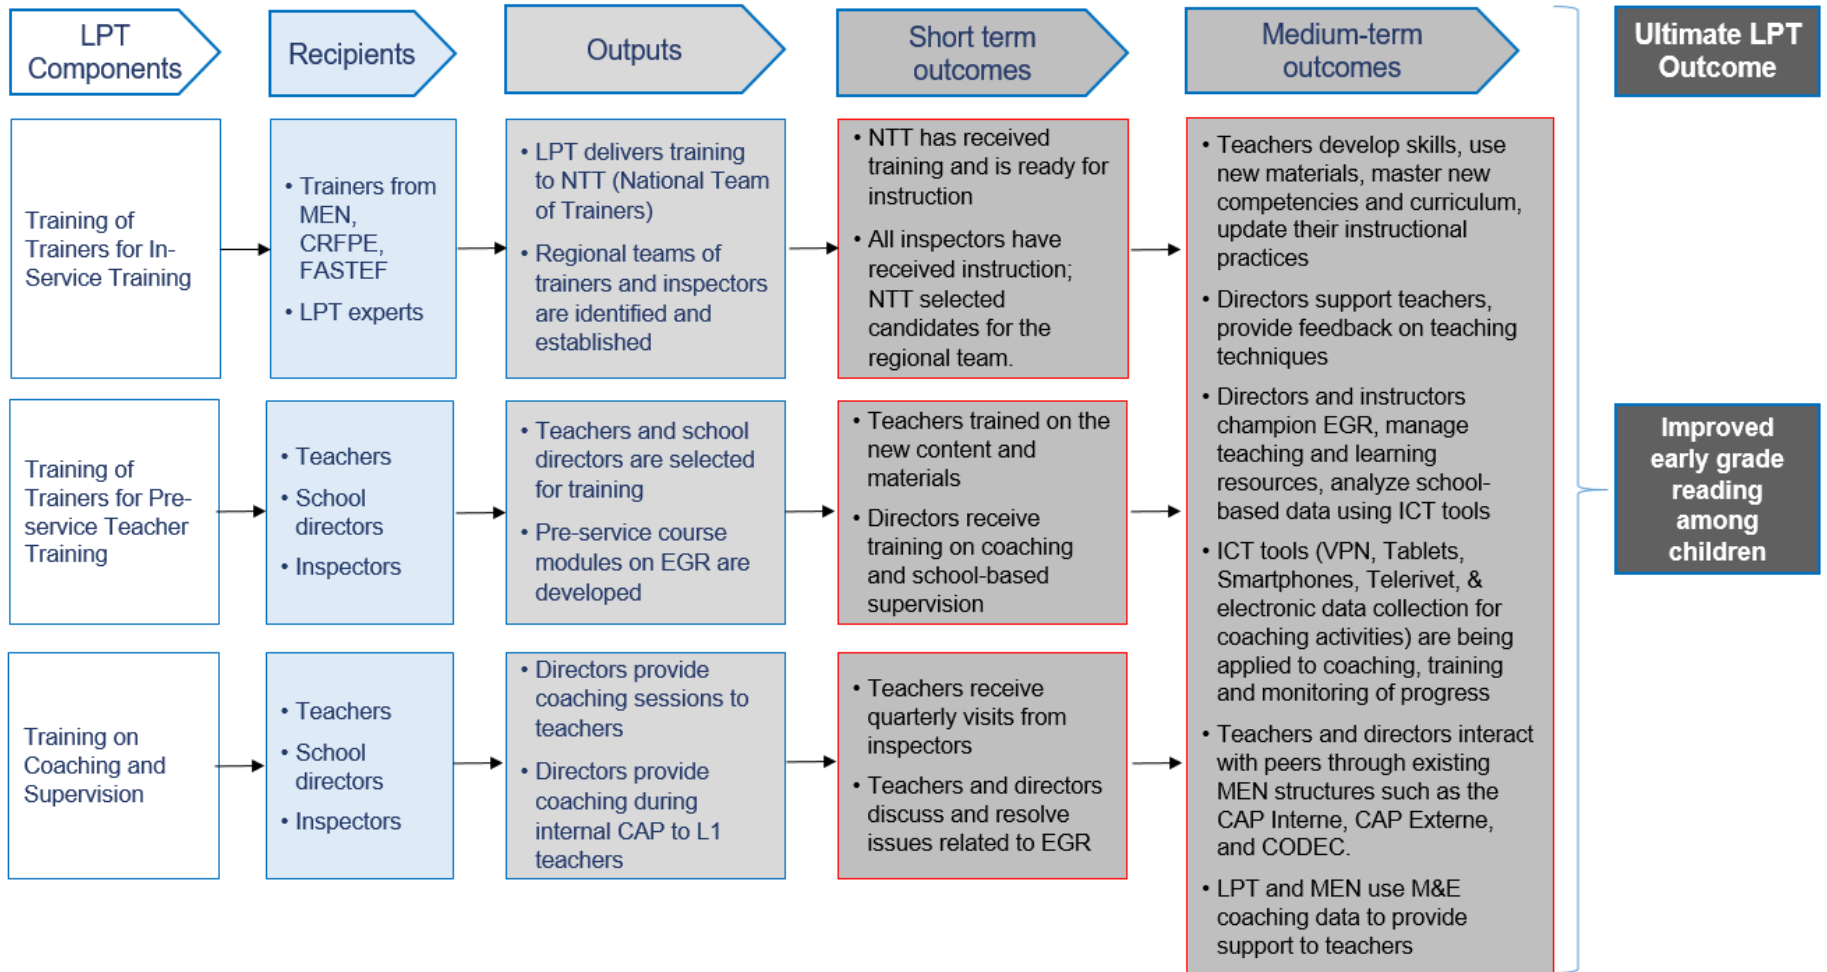 LPT
Components
Recipients
Outputs
Short term
outcomes
Medium-term
outcomes
Ultimate LPT
Outcome
Training of
Trainers for In-
Service Training
• Trainers from
MEN,
CRFPE,
FASTEF
• LPT experts
• LPT delivers training
to NTT (National Team
of Trainers)
• Regional teams of
trainers and inspectors
are identified and
established
• NTT has received
training and is ready for
instruction
• All inspectors have
received instruction;
NTT selected
candidates for the
regional team.
Training of
Trainers for Pre-
service Teacher
Training
• Teachers
• School
directors
• Inspectors
• Teachers and school
directors are selected
for training
• Pre-service course
modules on EGR are
developed
• Teachers trained on the
new content and
materials
• Directors receive
training on coaching
and school-based
supervision
Training on
Coaching and
Supervision
• Teachers
• School
directors
• Inspectors
• Directors provide
coaching sessions to
teachers
• Directors provide
coaching during
internal CAP to L1
teachers
• Teachers receive
quarterly visits from
inspectors
• Teachers and directors
discuss and resolve
issues related to EGR
• Teachers develop skills, use
new materials, master new
competencies and curriculum,
update their instructional
practices
• Directors support teachers,
provide feedback on teaching
techniques
• Directors and instructors
champion EGR, manage
teaching and learning
resources, analyze school-
based data using ICT tools
• ICT tools (VPN, Tablets,
Smartphones, Telerivet, &
electronic data collection for
coaching activities) are being
applied to coaching, training
and monitoring of progress
• Teachers and directors interact
with peers through existing
MEN structures such as the
CAP Interne, CAP Externe,
and CODEC.
• LPT and MEN use M&E
coaching data to provide
support to teachers
Improved
early grade
reading
among
children